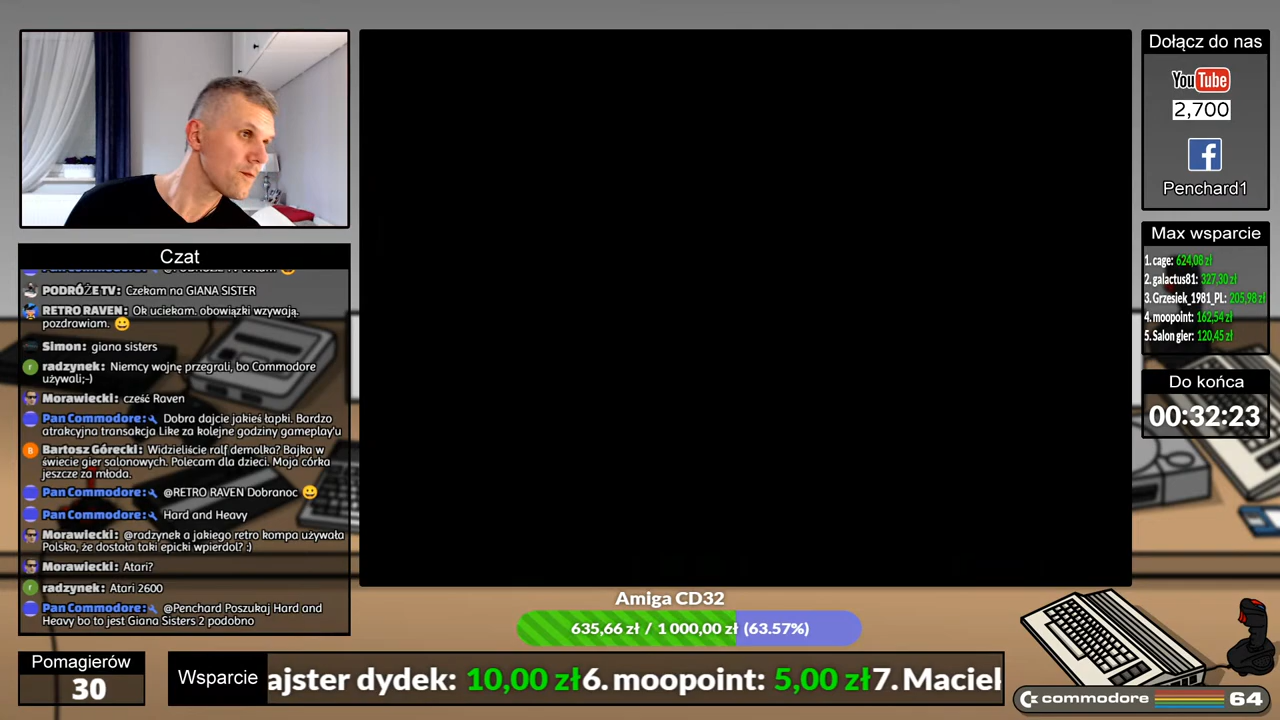 Dołącz do nas
YouTube
2,700
Penchard1
Max wsparcie
1. cage: 624,08 zł
2. galactus81: 327,30 zł
3. Grzesiek_1981_PL: 205,98 zł
4. moopoint: 162,54 zł
5. Salon gier: 120,45 zł
Do końca
00:32:23
Czat
PODRÓŻE TV: Czekam na GIANA SISTER
RETRO RAVEN: Ok uciekam. obowiązki wzywają.
pozdrawiam. 😀
Simon: giana sisters
r radzynek: Niemcy wojnę przegrali, bo Commodore
używali;-)
Morawiecki: cześć Raven
Pan Commodore: Dobra dajcie jakieś łapki. Bardzo
atrakcyjna transakcja Like za kolejne godziny gameplay'u
B Bartosz Górecki: Widzieliście ralf demolka? Bajka w
świecie gier salonowych. Polecam dla dzieci. Moja córka
jeszcze za młoda.
Pan Commodore: @RETRO RAVEN Dobranoc 😀
Pan Commodore: Hard and Heavy
Morawiecki: @radzynek a jakiego retro kompa używała
Polska, że dostała taki epicki wpierdol? :)
Morawiecki: Atari?
r radzynek: Atari 2600
Pan Commodore: @Penchard Poszukaj Hard and
Heavy bo to jest Giana Sisters 2 podobno
Amiga CD32
635,66 zł / 1 000,00 zł (63.57%)
Pomagierów
30
Wsparcie
ajster dydek: 10,00 zł6. moopoint: 5,00 zł7. Maciek
commodore 64